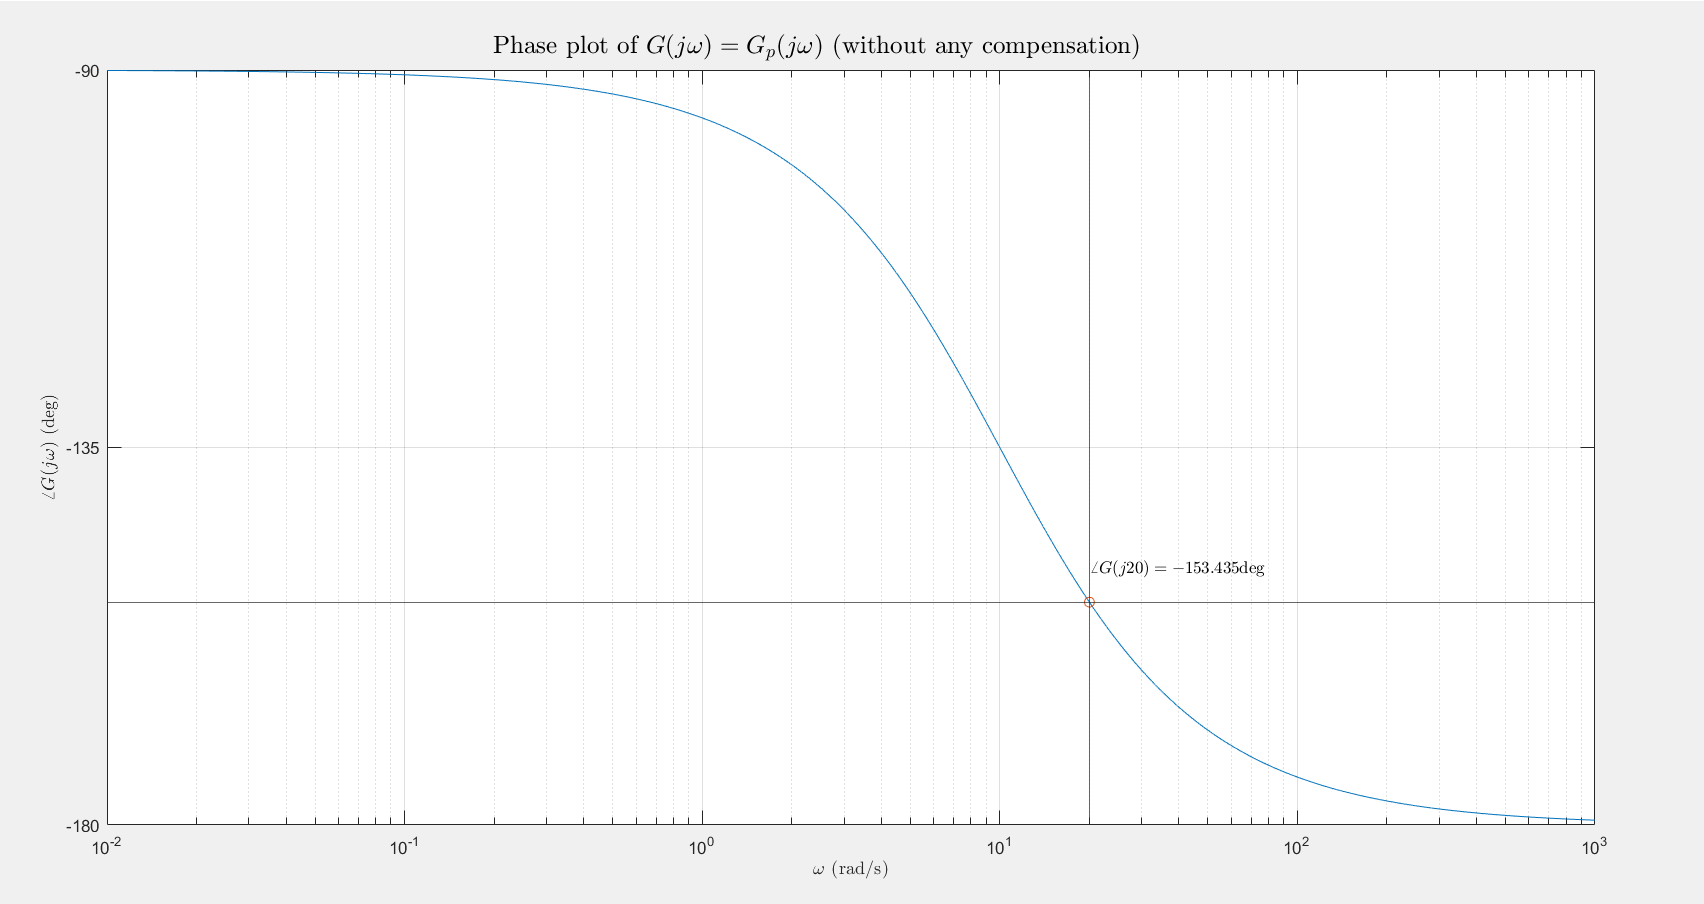 Phase plot of G(jω) = G_p(jω) (without any compensation)
-90
-135
-180
∠G(jω) (deg)
∠G(j20) = −153.435deg
10^-2 10^-1 10^0 10^1 10^2 10^3
ω (rad/s)